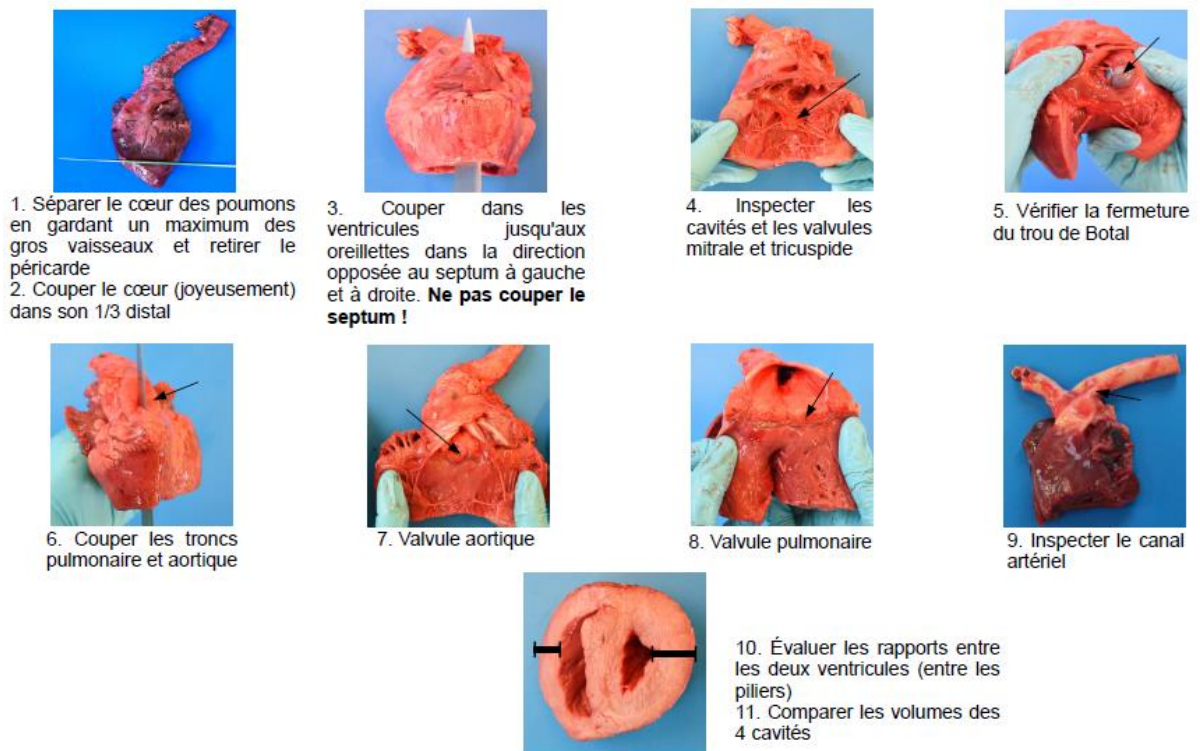 1. Séparer le cœur des poumons
en gardant un maximum des
gros vaisseaux et retirer le
péricarde
2. Couper le cœur (joyeusement)
dans son 1/3 distal
3. Couper dans les
ventricules jusqu'aux
oreillettes dans la direction
opposée au septum à gauche
et à droite. Ne pas couper le
septum !
4. Inspecter les
cavités et les valvules
mitrale et tricuspide
5. Vérifier la fermeture
du trou de Botal
6. Couper les troncs
pulmonaire et aortique
7. Valvule aortique
8. Valvule pulmonaire
9. Inspecter le canal
artériel
10. Évaluer les rapports entre
les deux ventricules (entre les
piliers)
11. Comparer les volumes des
4 cavités